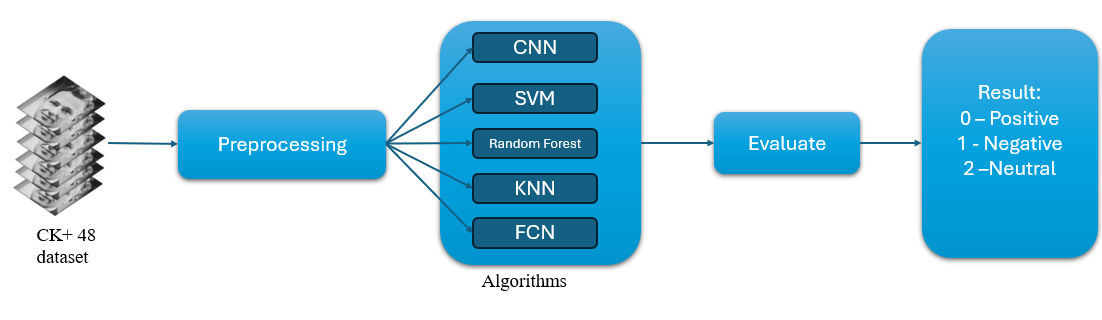 CK+ 48
dataset
Preprocessing
CNN
SVM
Random Forest
KNN
FCN
Algorithms
Evaluate
Result:
0 – Positive
1 - Negative
2 –Neutral